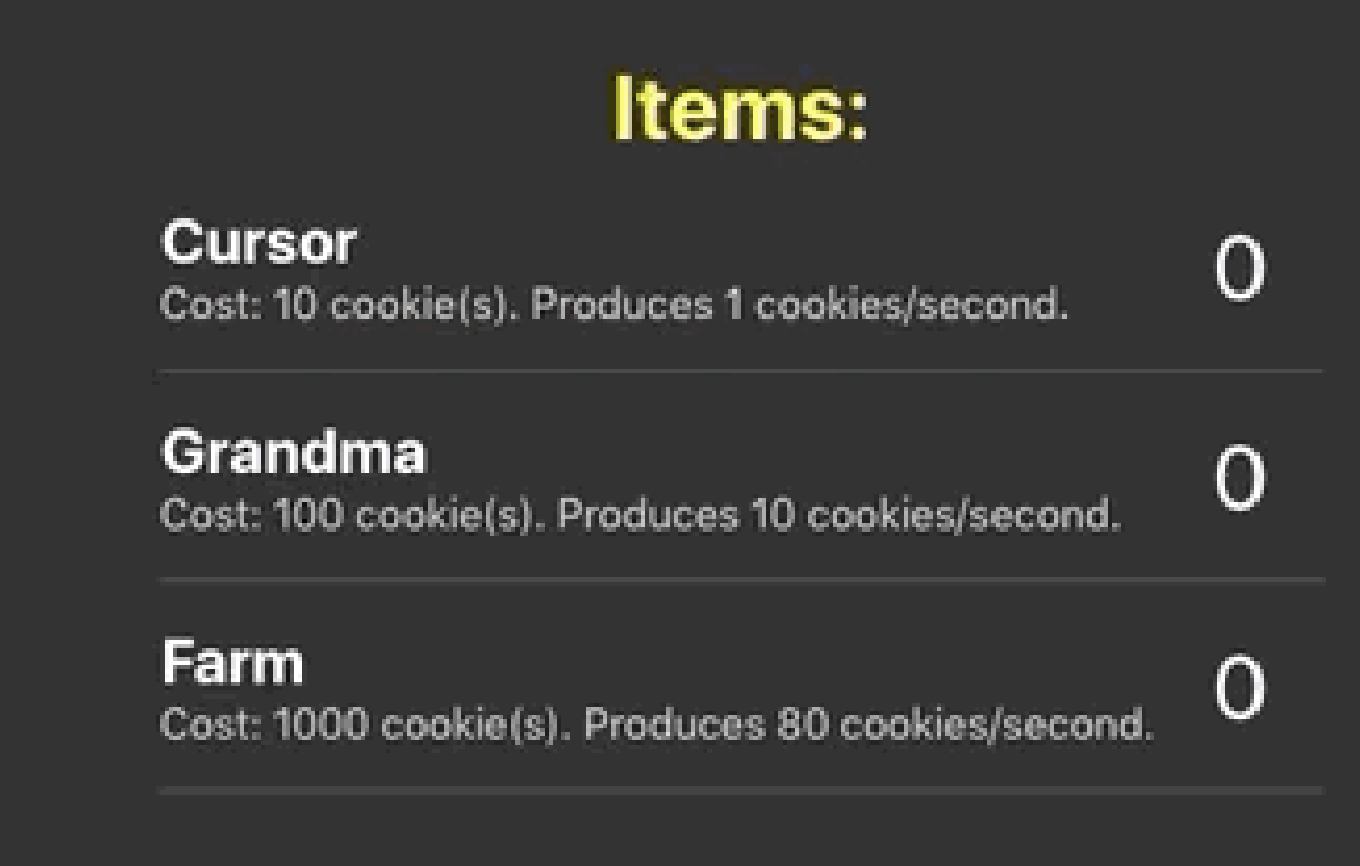 Items:
Cursor
0
Cost: 10 cookie(s). Produces 1 cookies/second.
Grandma
0
Cost: 100 cookie(s). Produces 10 cookies/second.
Farm
0
Cost: 1000 cookie(s). Produces 80 cookies/second.